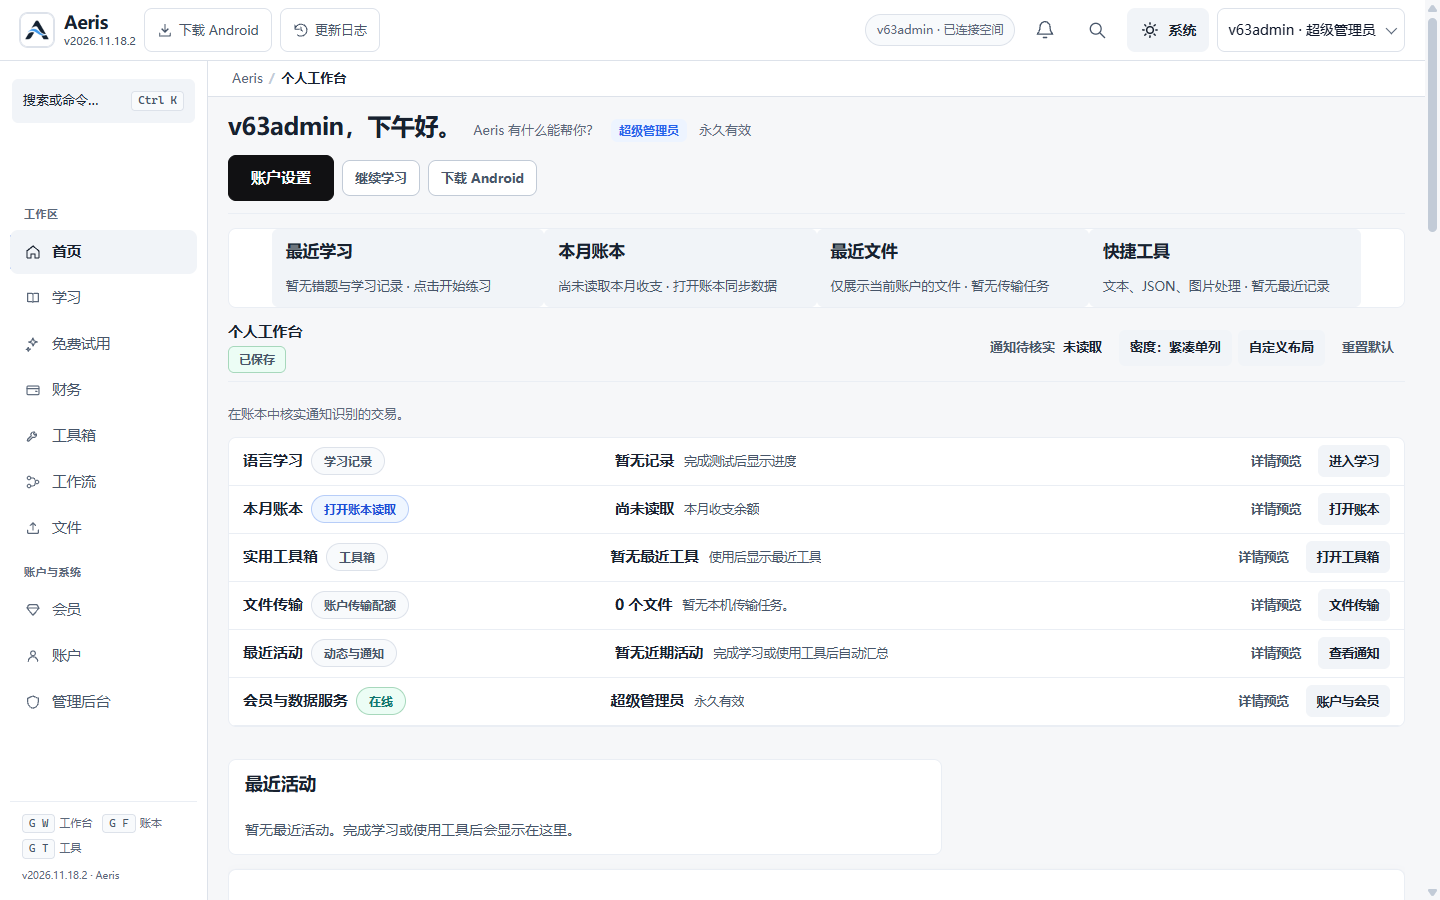 Aeris
v2026.11.18.2
下载 Android
更新日志
v63admin · 已连接空间
系统
v63admin · 超级管理员
搜索或命令...
Ctrl K
工作区
首页
学习
免费试用
财务
工具箱
工作流
文件
账户与系统
会员
账户
管理后台
G W 工作台 G F 账本
G T 工具
v2026.11.18.2 · Aeris
Aeris / 个人工作台
v63admin，下午好。 Aeris 有什么能帮你? 超级管理员 永久有效
账户设置 继续学习 下载 Android
最近学习
暂无错题与学习记录 · 点击开始练习
本月账本
尚未读取本月收支 · 打开账本同步数据
最近文件
仅展示当前账户的文件 · 暂无传输任务
快捷工具
文本、JSON、图片处理 · 暂无最近记录
个人工作台
已保存
通知待核实 未读取 密度：紧凑单列 自定义布局 重置默认
在账本中核实通知识别的交易。
语言学习 学习记录 暂无记录 完成测试后显示进度 详情预览 进入学习
本月账本 打开账本读取 尚未读取 本月收支余额 详情预览 打开账本
实用工具箱 工具箱 暂无最近工具 使用后显示最近工具 详情预览 打开工具箱
文件传输 账户传输配额 0 个文件 暂无本机传输任务。 详情预览 文件传输
最近活动 动态与通知 暂无近期活动 完成学习或使用工具后自动汇总 详情预览 查看通知
会员与数据服务 在线 超级管理员 永久有效 详情预览 账户与会员
最近活动
暂无最近活动。完成学习或使用工具后会显示在这里。